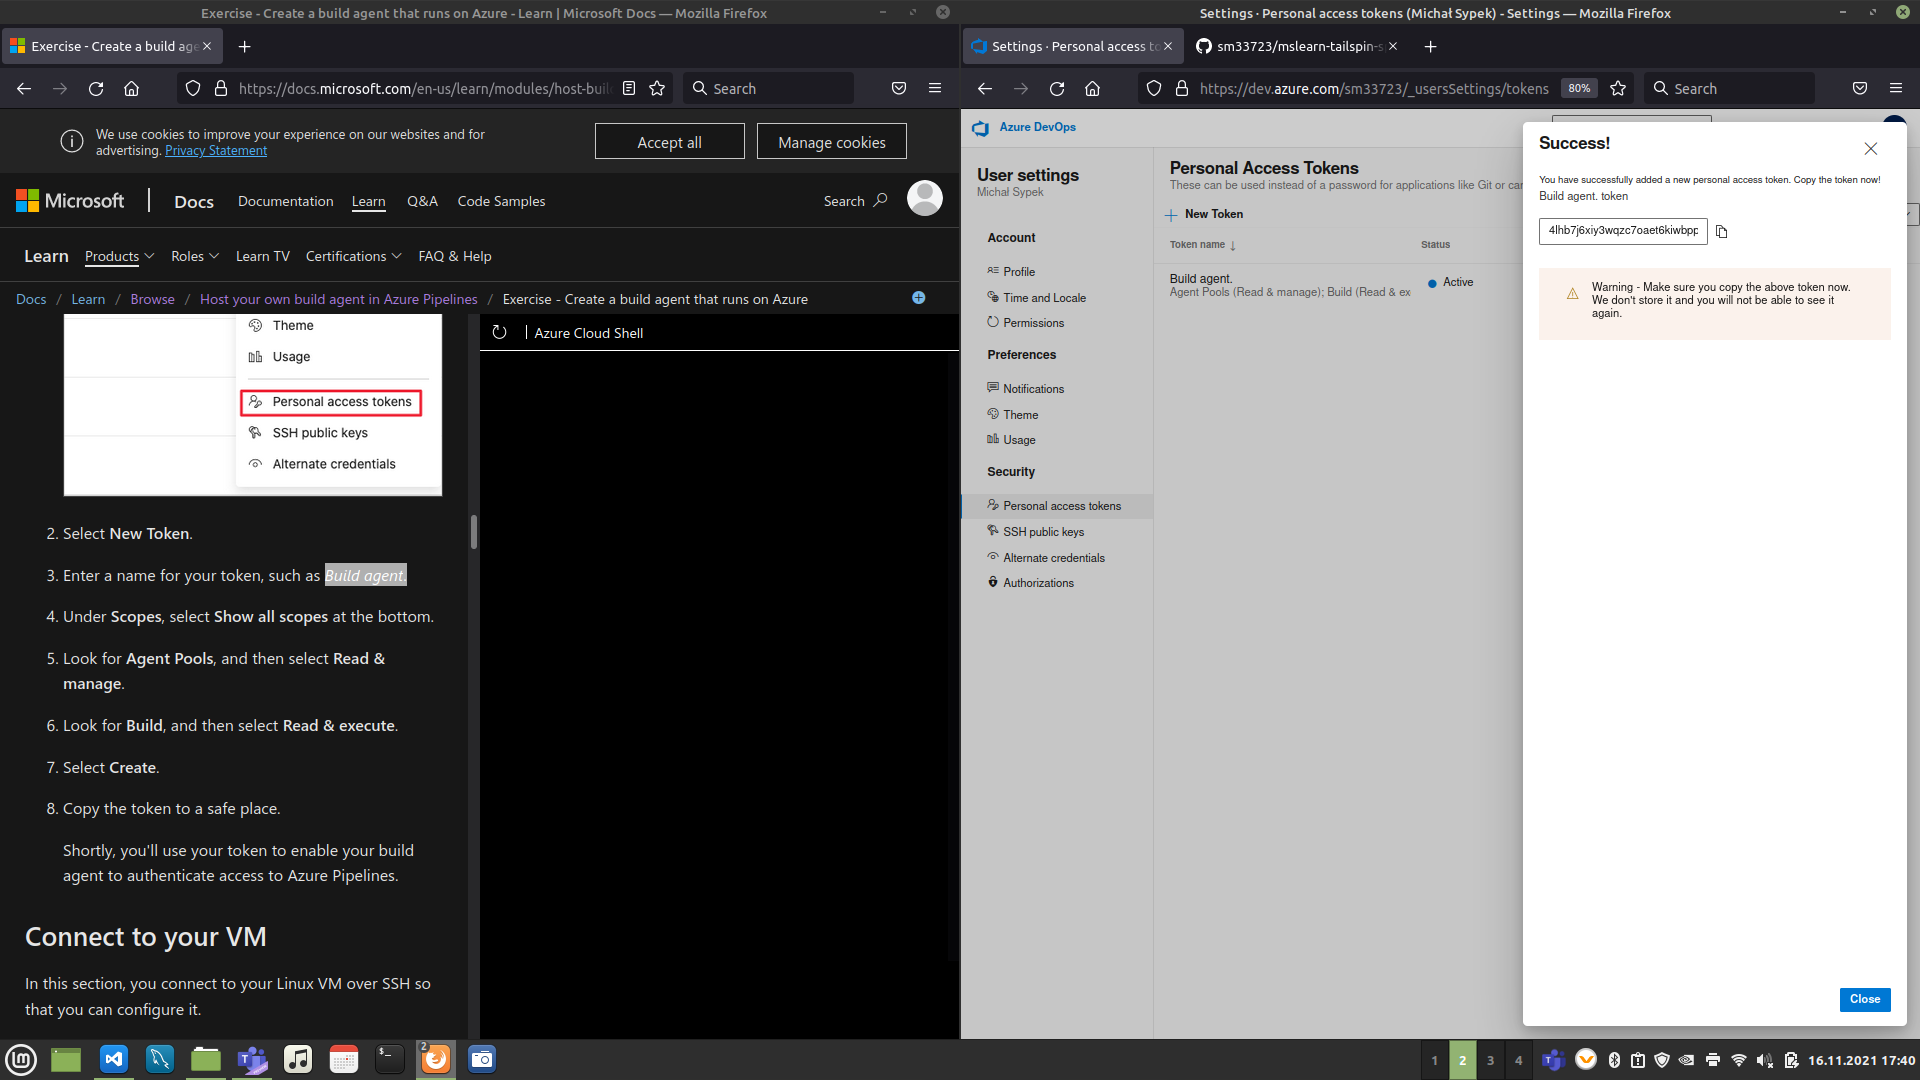 Exercise - Create a build agent that runs on Azure - Learn | Microsoft Docs — Mozilla Firefox
Exercise - Create a build age
https://docs.microsoft.com/en-us/learn/modules/host-buil
Search
We use cookies to improve your experience on our websites and for
advertising. Privacy Statement
Accept all
Manage cookies
Microsoft
Docs
Documentation
Learn
Q&A
Code Samples
Search
Learn
Products
Roles
Learn TV
Certifications
FAQ & Help
Docs / Learn / Browse / Host your own build agent in Azure Pipelines / Exercise - Create a build agent that runs on Azure
Theme
Usage
Personal access tokens
SSH public keys
Alternate credentials
2. Select New Token.
3. Enter a name for your token, such as Build agent.
4. Under Scopes, select Show all scopes at the bottom.
5. Look for Agent Pools, and then select Read &
manage.
6. Look for Build, and then select Read & execute.
7. Select Create.
8. Copy the token to a safe place.
Shortly, you'll use your token to enable your build
agent to authenticate access to Azure Pipelines.
Connect to your VM
In this section, you connect to your Linux VM over SSH so
that you can configure it.
Azure Cloud Shell
Settings · Personal access tokens (Michał Sypek) - Settings — Mozilla Firefox
Settings · Personal access to
sm33723/mslearn-tailspin-s
https://dev.azure.com/sm33723/_usersSettings/tokens
80%
Search
Azure DevOps
User settings
Michał Sypek
Account
Profile
Time and Locale
Permissions
Preferences
Notifications
Theme
Usage
Security
Personal access tokens
SSH public keys
Alternate credentials
Authorizations
Personal Access Tokens
These can be used instead of a password for applications like Git or can
New Token
Token name ↓
Status
Build agent.
Agent Pools (Read & manage); Build (Read & ex
Active
Success!
You have successfully added a new personal access token. Copy the token now!
Build agent. token
4lhb7j6xiy3wqzc7oaet6kiwbpp
Warning - Make sure you copy the above token now.
We don't store it and you will not be able to see it
again.
Close
2
1 2 3 4
16.11.2021 17:40